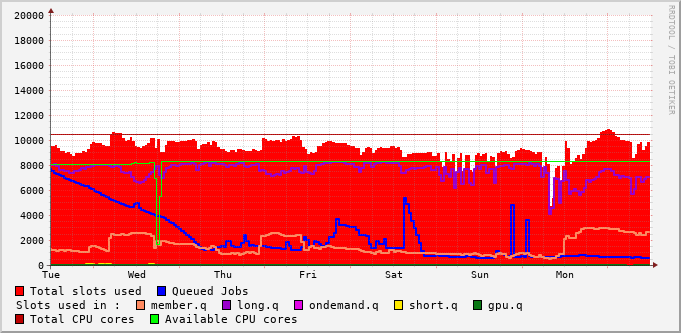 RRDTOOL / TOBI OETIKER
20000
18000
16000
14000
12000
10000
8000
6000
4000
2000
0
Tue Wed Thu Fri Sat Sun Mon
Total slots used Queued Jobs
Slots used in : member.q long.q ondemand.q short.q gpu.q
Total CPU cores Available CPU cores